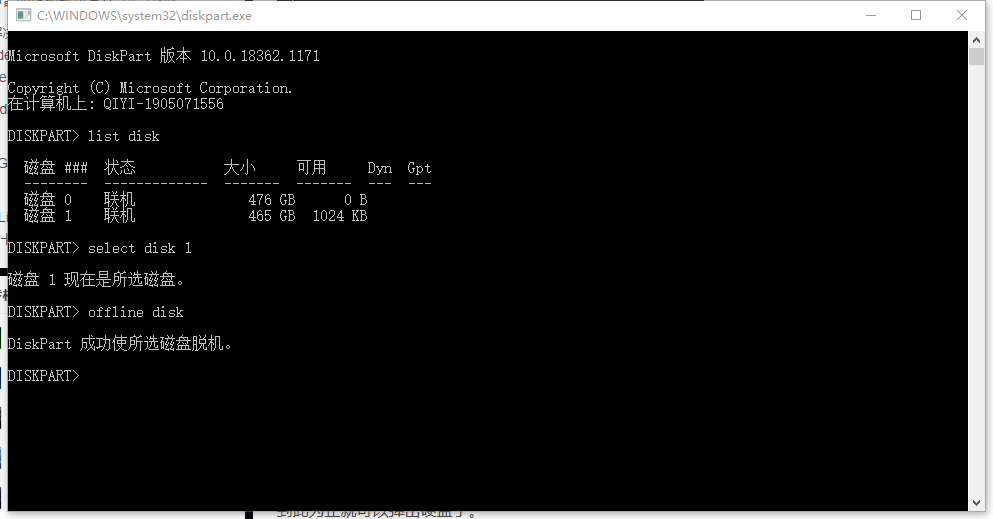 C:\WINDOWS\system32\diskpart.exe
Microsoft DiskPart 版本 10.0.18362.1171
Copyright (C) Microsoft Corporation.
在计算机上: QIYI-1905071556
DISKPART> list disk
磁盘 ###  状态           大小     可用     Dyn  Gpt
--------  -------------  -------  -------  ---  ---
磁盘 0    联机              476 GB      0 B
磁盘 1    联机              465 GB  1024 KB
DISKPART> select disk 1
磁盘 1 现在是所选磁盘。
DISKPART> offline disk
DiskPart 成功使所选磁盘脱机。
DISKPART>